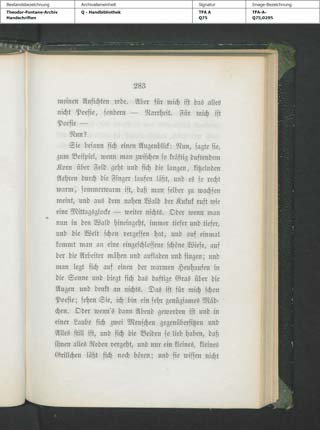 Bestandsbezeichnung Archivalieneinheit Signatur Image-Bezeichnung
Theodor-Fontane-Archiv Q - Handbibliothek TFA A TFA-A-
Handschriften Q75 Q75,0295
283
meinen Ansichten rede. Aber für mich ist das alles
nicht Poesie, sondern — Narrheit. Für mich ist
Poesie —
Nun?
Sie besann sich einen Augenblick: Nun, sagte sie,
zum Beispiel, wenn man zwischen so kräftig duftendem
Korn über Feld geht und sich die langen, kitzelnden
Aehren durch die Finger laufen läßt, und es so recht
warm, sommerwarm ist, daß man selber zu wachsen
meint, und aus dem nahen Wald der Kukuk ruft wie
eine Mittagsglocke — weiter nichts. Oder wenn man
nun in den Wald hineingeht, immer tiefer und tiefer,
und die Welt schon vergessen hat, und auf einmal
kommt man an eine eingeschlossene schöne Wiese, auf
der die Arbeiter mähen und aufladen und singen; und
man legt sich auf einen der warmen Heuhaufen in
die Sonne und biegt sich das duftige Gras über die
Augen und denkt an nichts. Das ist für mich schon
Poesie; sehen Sie, ich bin ein sehr genügsames Mäd-
chen. Oder wenn's dann Abend geworden ist und in
einer Laube sich zwei Menschen gegenübersitzen und
Alles still ist, und sich die Beiden so lieb haben, daß
ihnen alles Reden vergeht, und nur ein kleines, kleines
Grillchen läßt sich noch hören; und sie wissen nicht